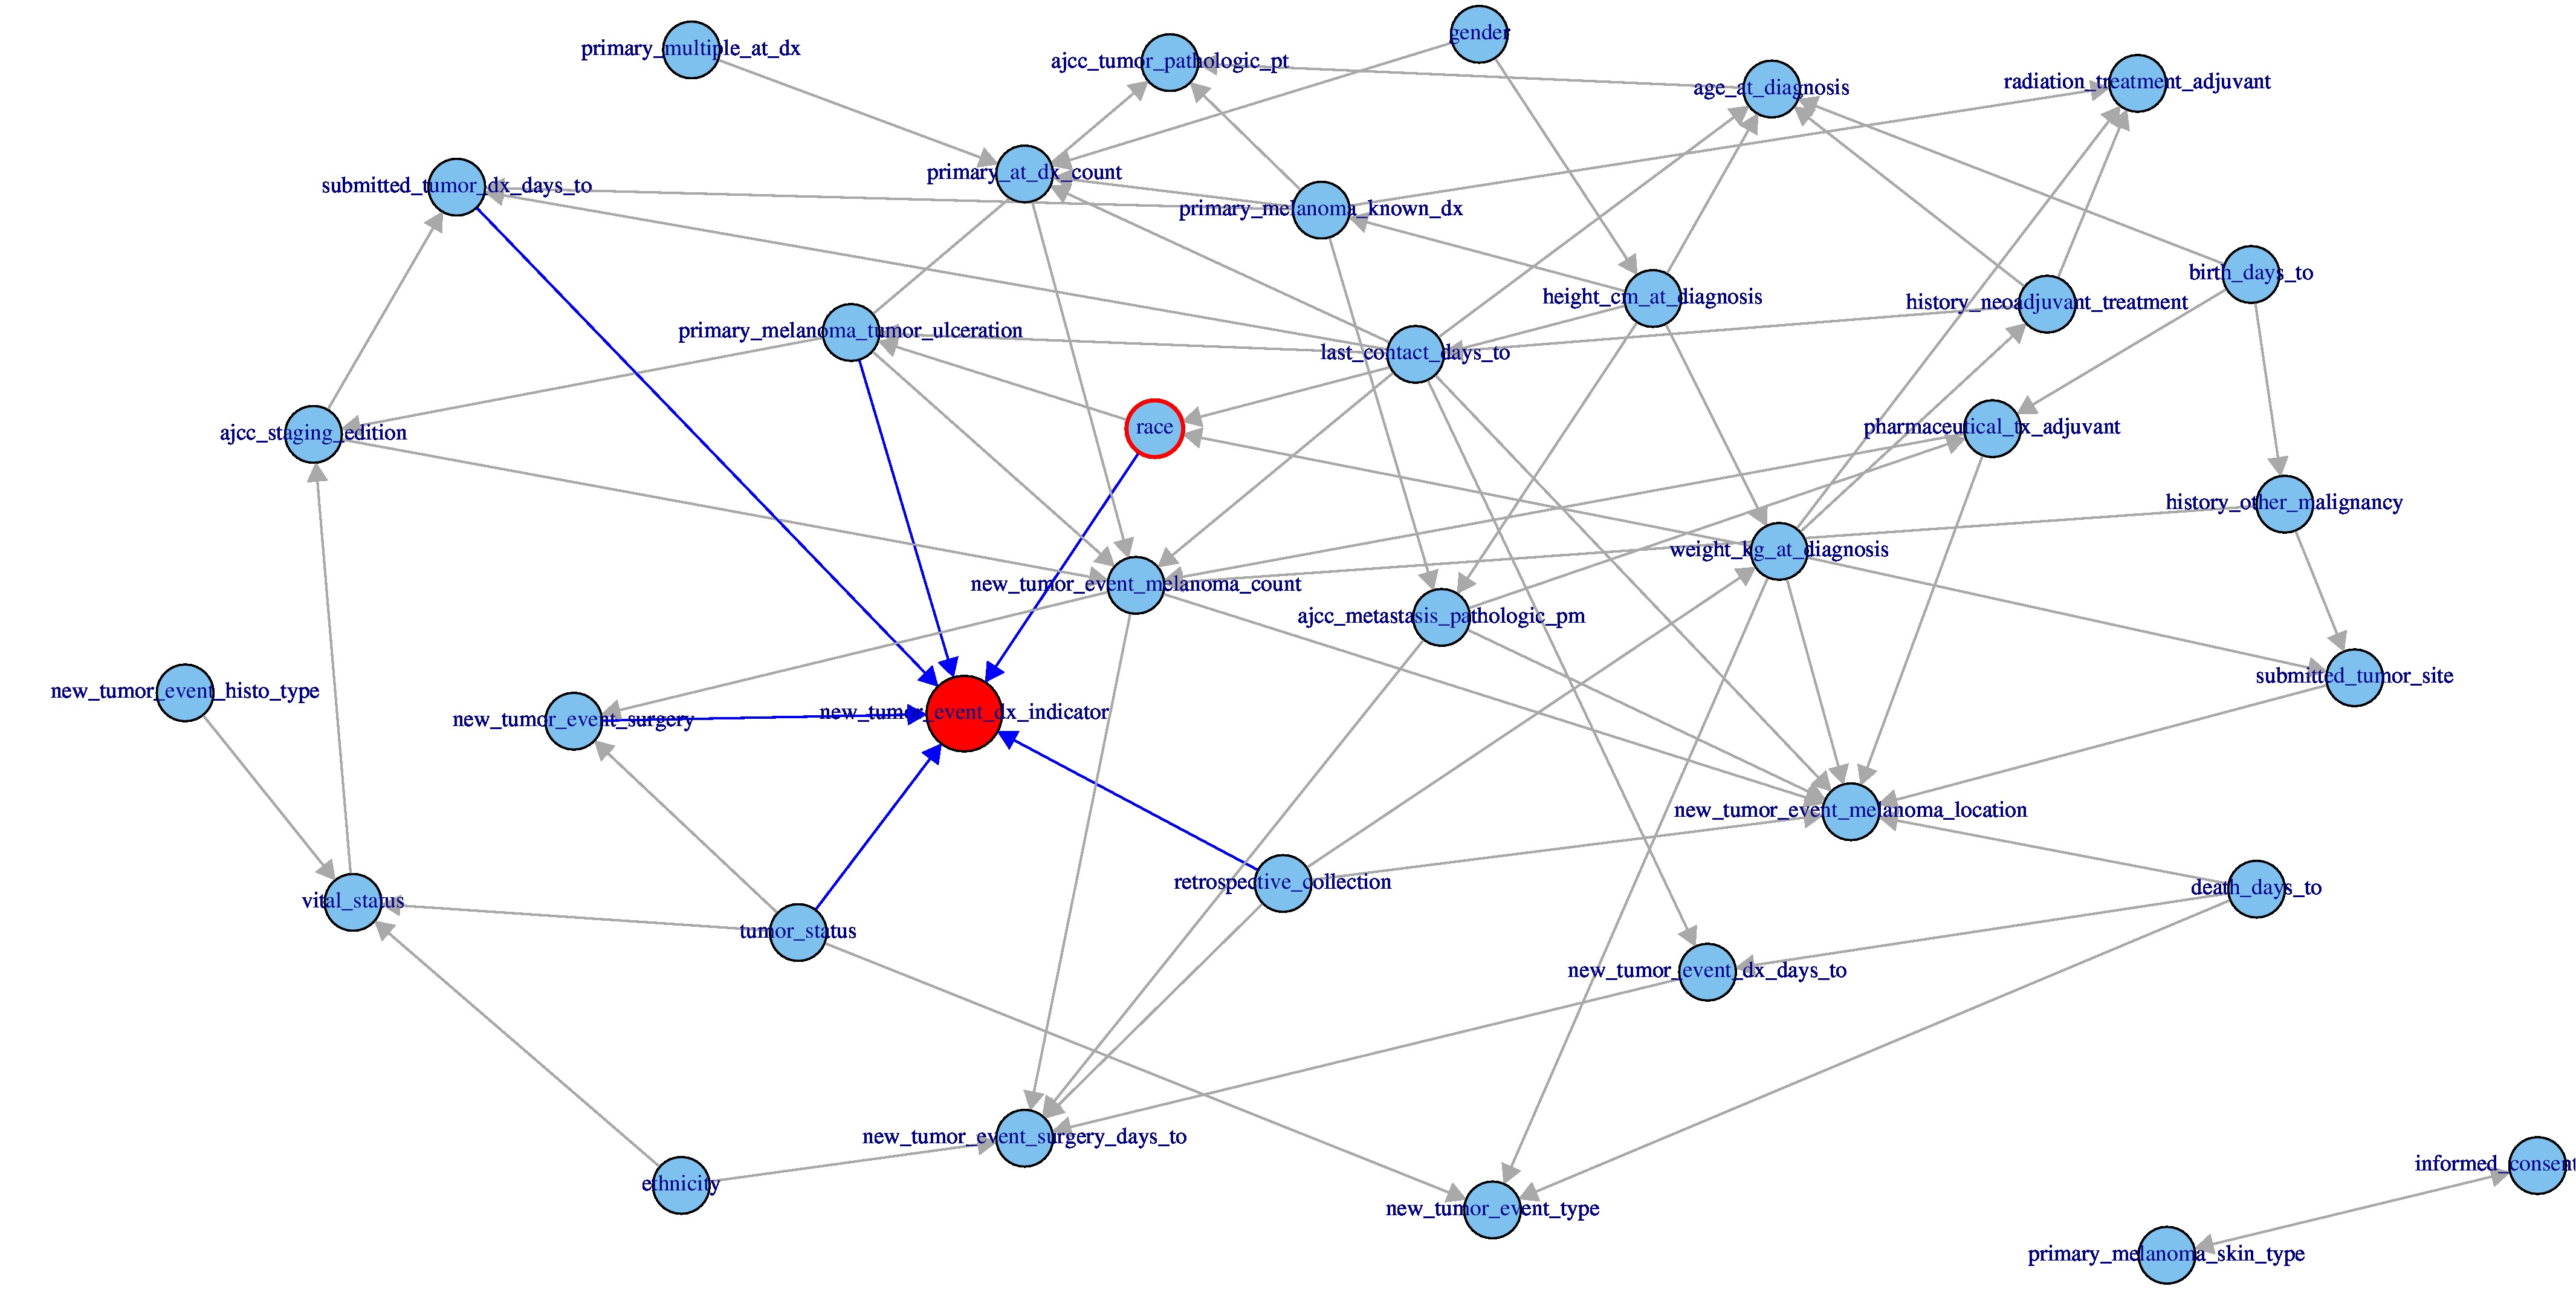 gender
primary_multiple_at_dx
ajcc_tumor_pathologic_pt
age_at_diagnosis
radiation_treatment_adjuvant
primary_at_dx_count
submitted_tumor_dx_days_to
primary_melanoma_known_dx
birth_days_to
height_cm_at_diagnosis
history_neoadjuvant_treatment
primary_melanoma_tumor_ulceration
last_contact_days_to
race
pharmaceutical_tx_adjuvant
ajcc_staging_edition
history_other_malignancy
weight_kg_at_diagnosis
new_tumor_event_melanoma_count
ajcc_metastasis_pathologic_pm
submitted_tumor_site
new_tumor_event_histo_type
new_tumor_event_dx_indicator
new_tumor_event_surgery
new_tumor_event_melanoma_location
retrospective_collection
death_days_to
vital_status
tumor_status
new_tumor_event_dx_days_to
new_tumor_event_surgery_days_to
informed_consent
ethnicity
new_tumor_event_type
primary_melanoma_skin_type